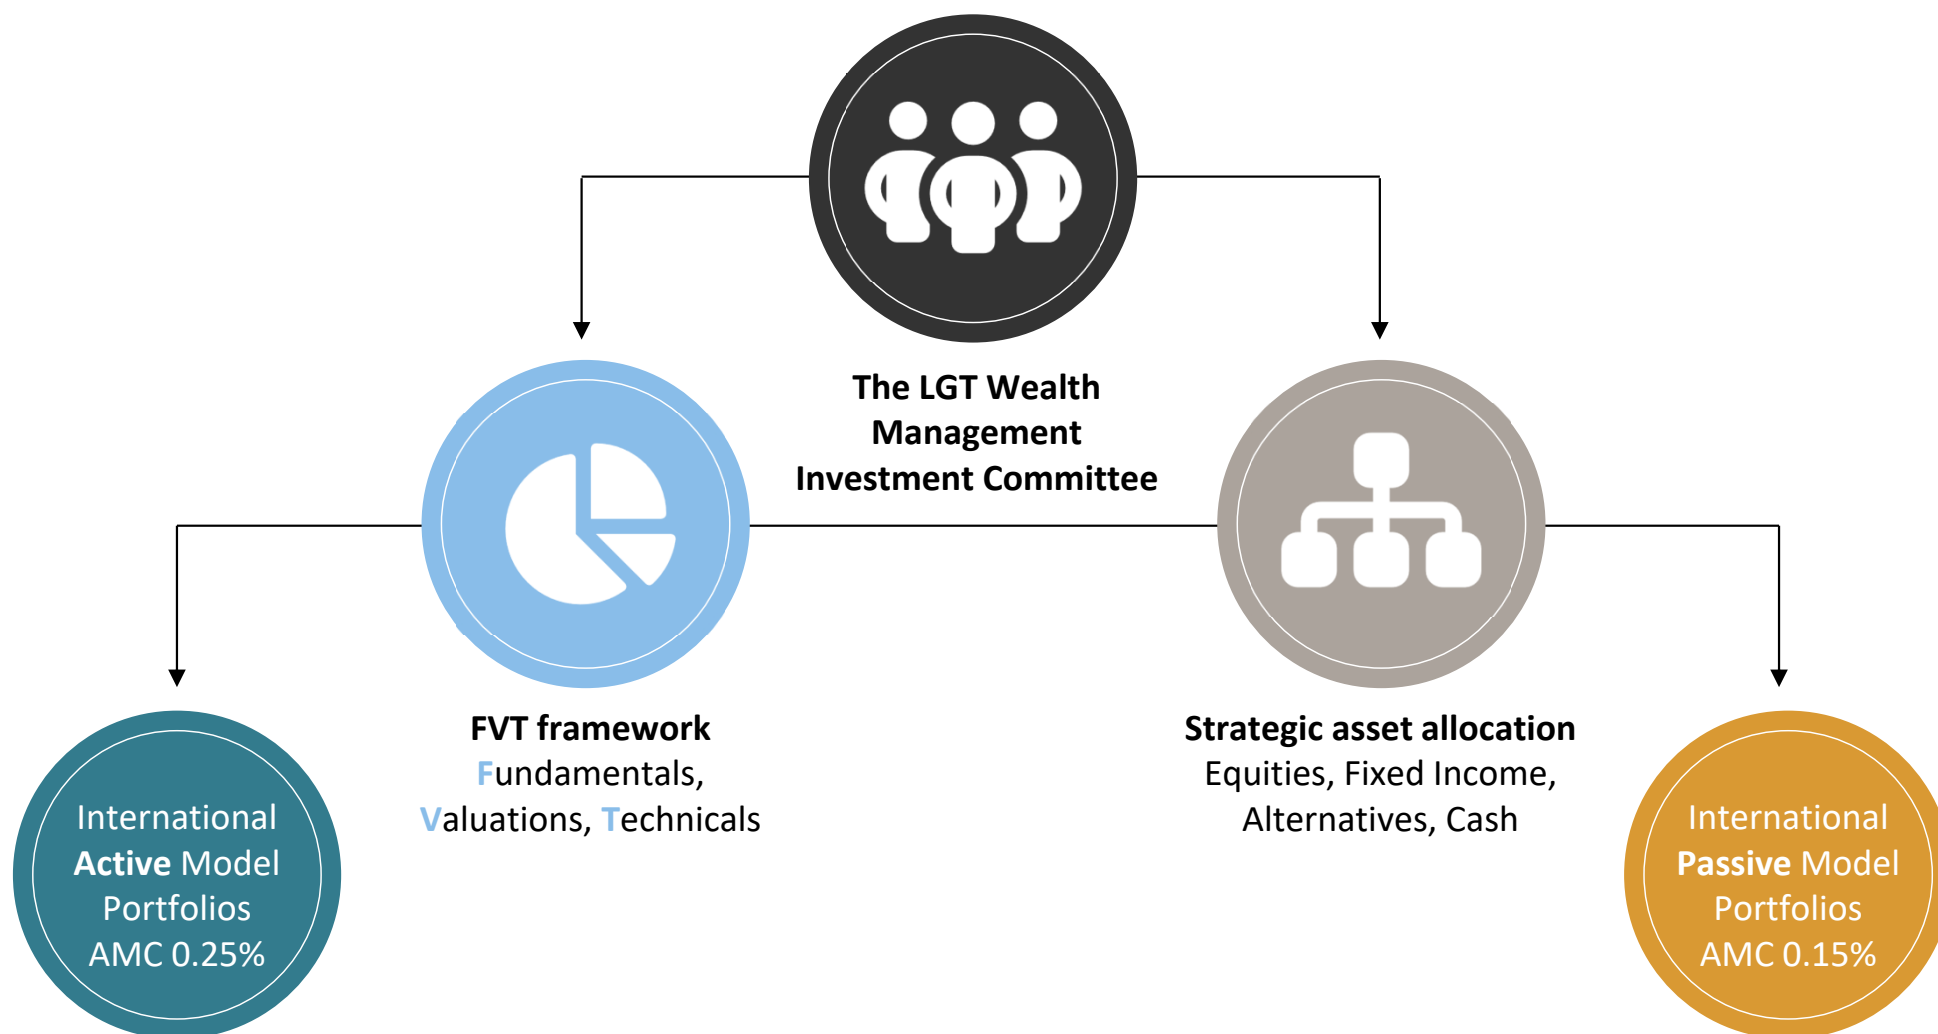 The LGT Wealth
Management
Investment Committee
FVT framework
Fundamentals,
Valuations, Technicals
Strategic asset allocation
Equities, Fixed Income,
Alternatives, Cash
International
Active Model
Portfolios
AMC 0.25%
International
Passive Model
Portfolios
AMC 0.15%